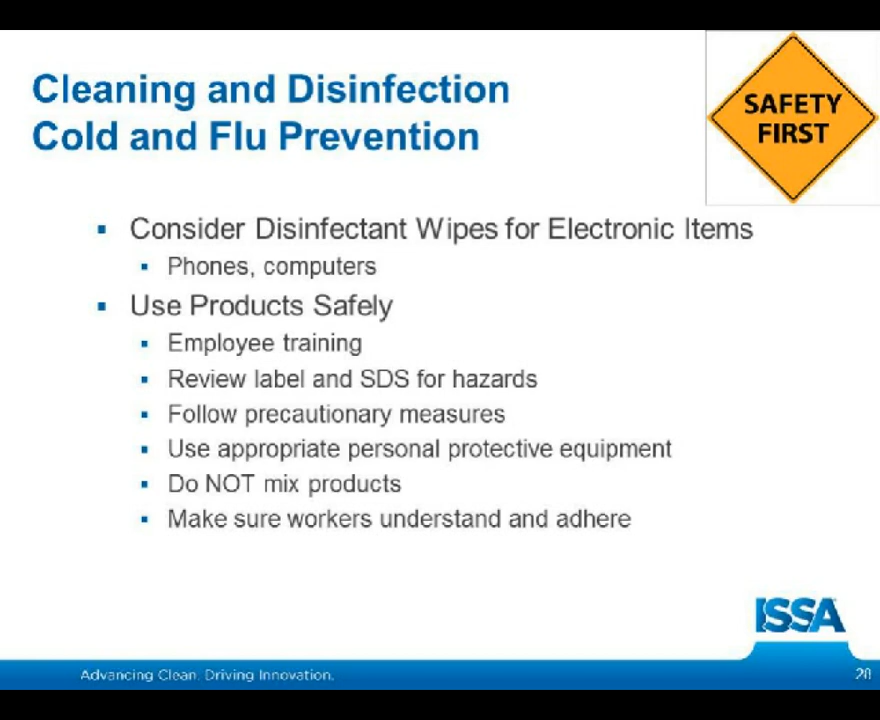 Cleaning and Disinfection
Cold and Flu Prevention
SAFETY
FIRST
Consider Disinfectant Wipes for Electronic Items
Phones, computers
Use Products Safely
Employee training
Review label and SDS for hazards
Follow precautionary measures
Use appropriate personal protective equipment
Do NOT mix products
Make sure workers understand and adhere
ISSA
Advancing Clean. Driving Innovation.
28